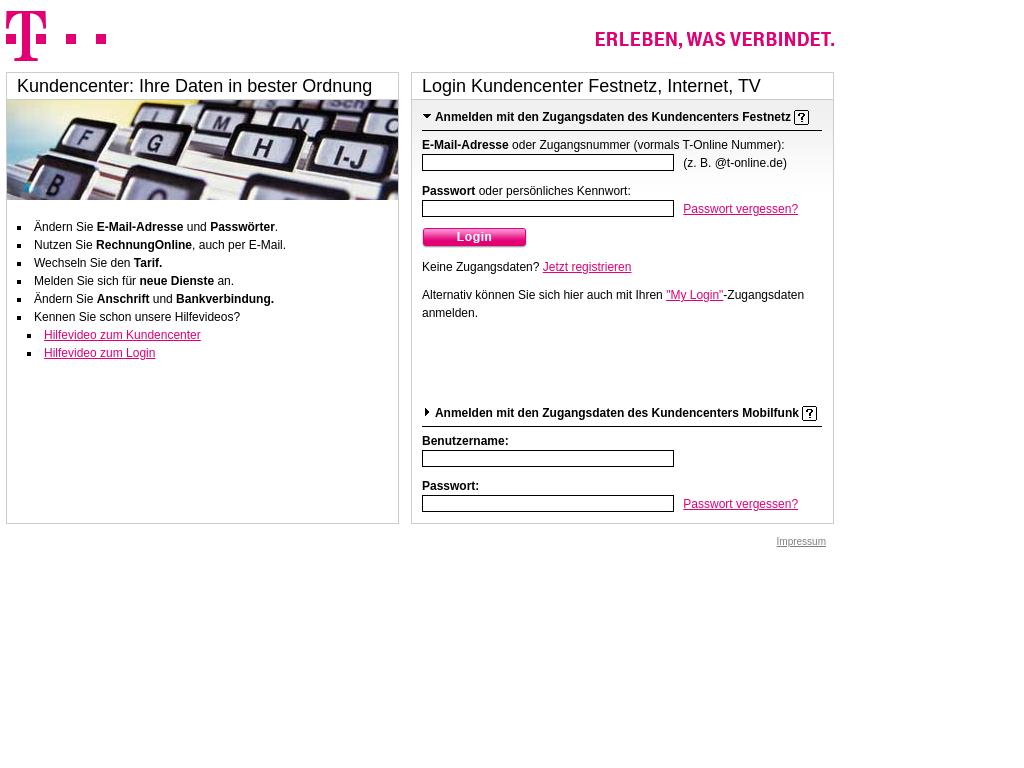 T
ERLEBEN, WAS VERBINDET.
Kundencenter: Ihre Daten in bester Ordnung
Sch
F
G
H
I-J
L
M
N
B
O
Ändern Sie E-Mail-Adresse und Passwörter.
Nutzen Sie RechnungOnline, auch per E-Mail.
Wechseln Sie den Tarif.
Melden Sie sich für neue Dienste an.
Ändern Sie Anschrift und Bankverbindung.
Kennen Sie schon unsere Hilfevideos?
Hilfevideo zum Kundencenter
Hilfevideo zum Login
Login Kundencenter Festnetz, Internet, TV
Anmelden mit den Zugangsdaten des Kundencenters Festnetz ?
E-Mail-Adresse oder Zugangsnummer (vormals T-Online Nummer):
(z. B. @t-online.de)
Passwort oder persönliches Kennwort:
Passwort vergessen?
Login
Keine Zugangsdaten? Jetzt registrieren
Alternativ können Sie sich hier auch mit Ihren "My Login"-Zugangsdaten
anmelden.
Anmelden mit den Zugangsdaten des Kundencenters Mobilfunk ?
Benutzername:
Passwort:
Passwort vergessen?
Impressum